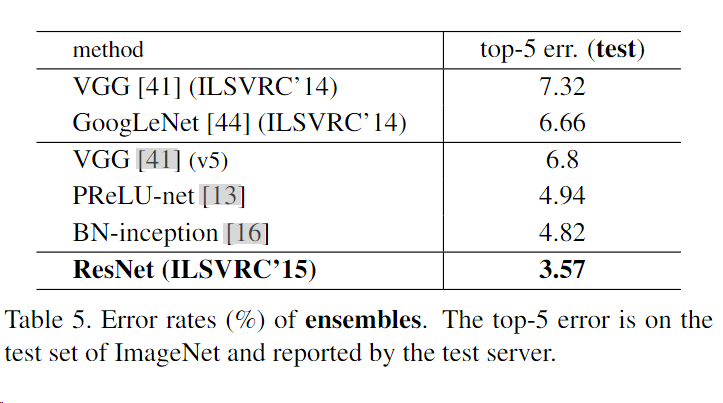 method top-5 err. (test)
VGG [41] (ILSVRC’14) 7.32
GoogLeNet [44] (ILSVRC’14) 6.66
VGG [41] (v5) 6.8
PReLU-net [13] 4.94
BN-inception [16] 4.82
ResNet (ILSVRC’15) 3.57
Table 5. Error rates (%) of ensembles. The top-5 error is on the
test set of ImageNet and reported by the test server.